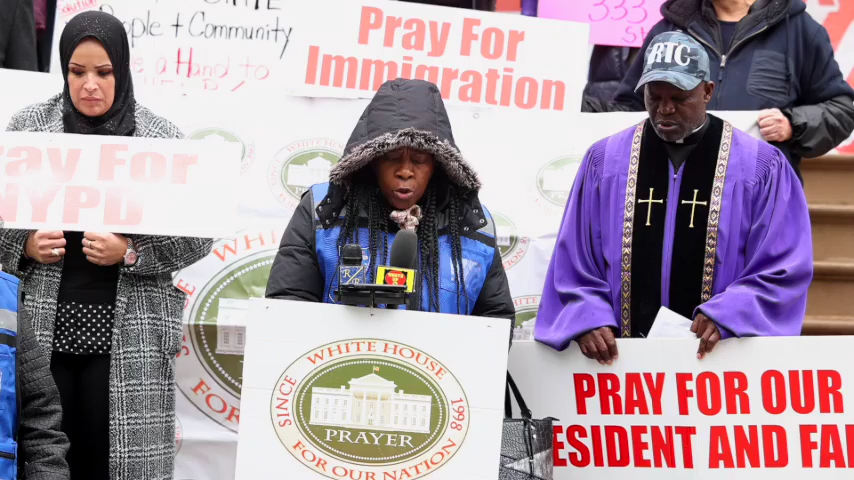 People + Community
a Hand to
Pray For
Immigration
333
RTC
Pray For
NYPD
WHITE HOUSE
SINCE
1998
PRAYER
FOR OUR NATION
PRAY FOR OUR
ESIDENT AND FA